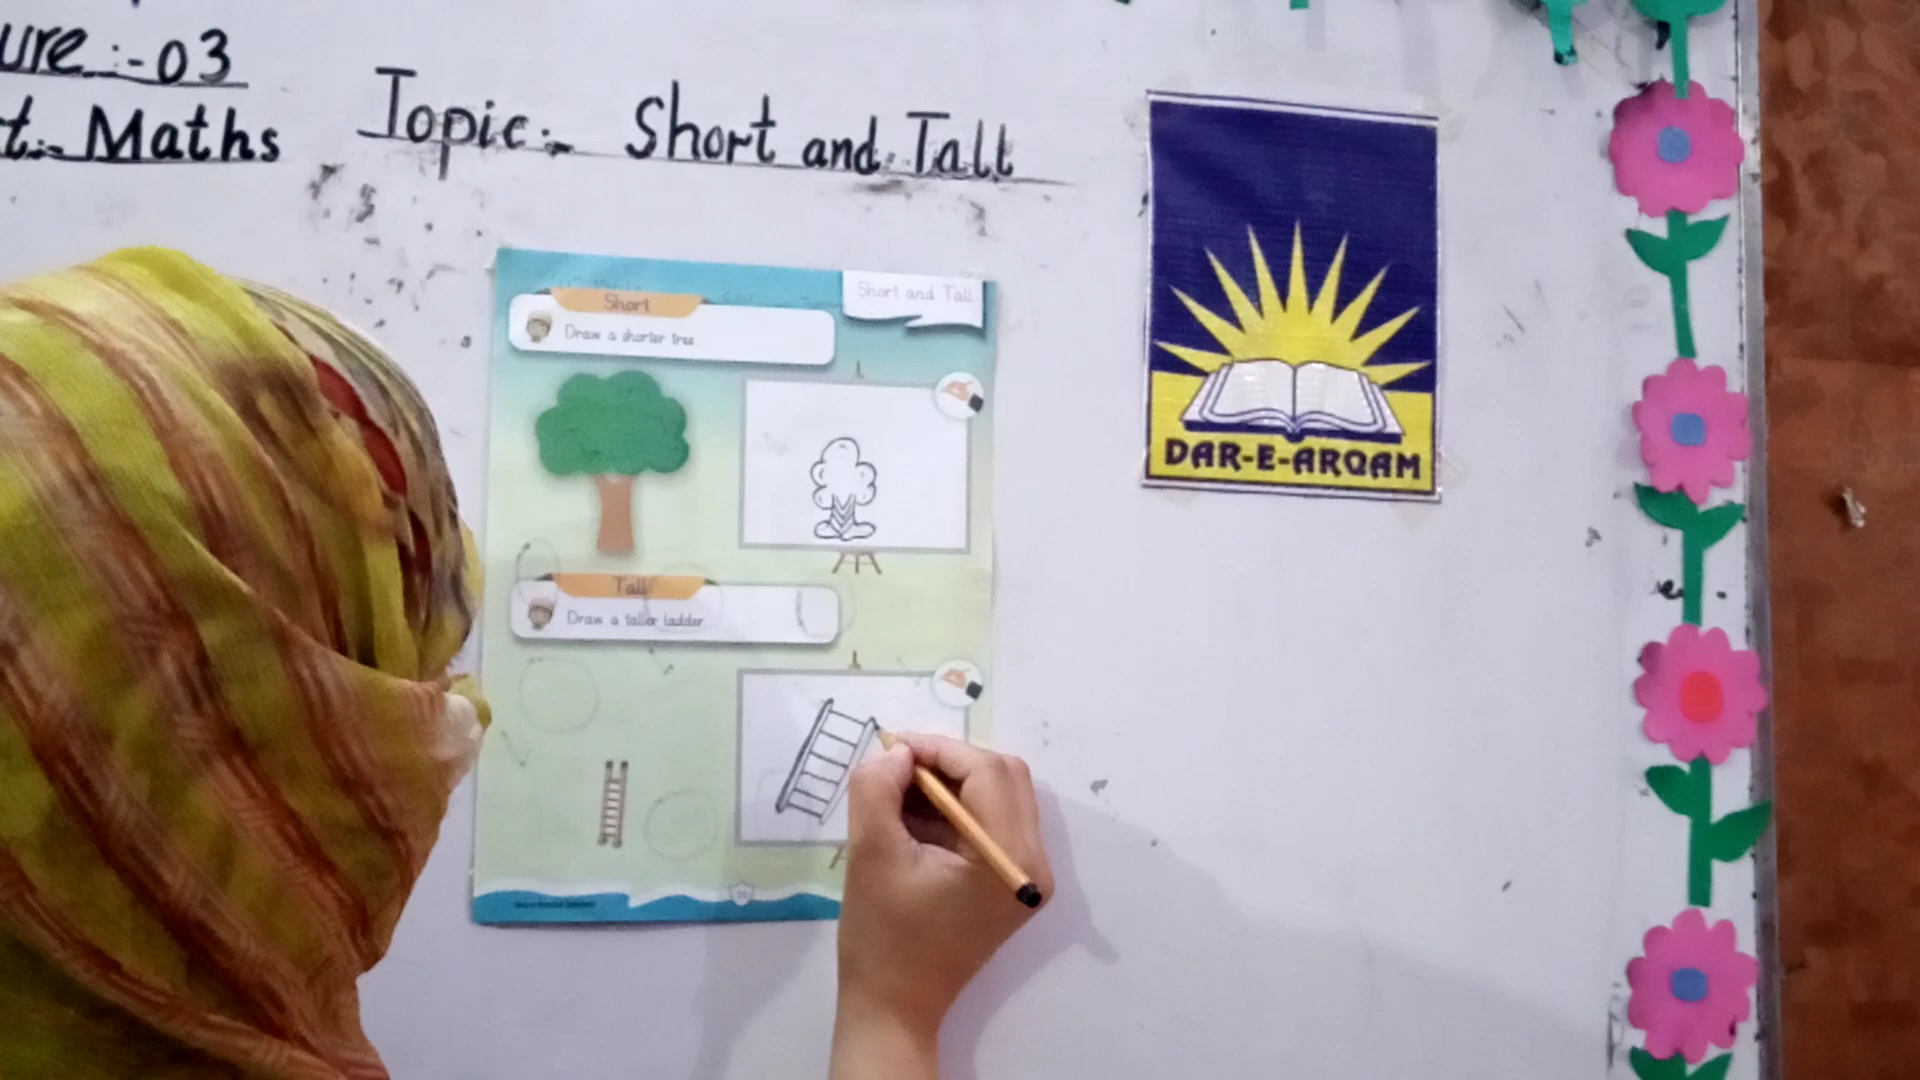 ure :- 03
t:- Maths
Topic:- Short and Tall
Short and Tall
Short
Draw a shorter tree
Tall
Draw a taller ladder
DAR-E-ARQAM